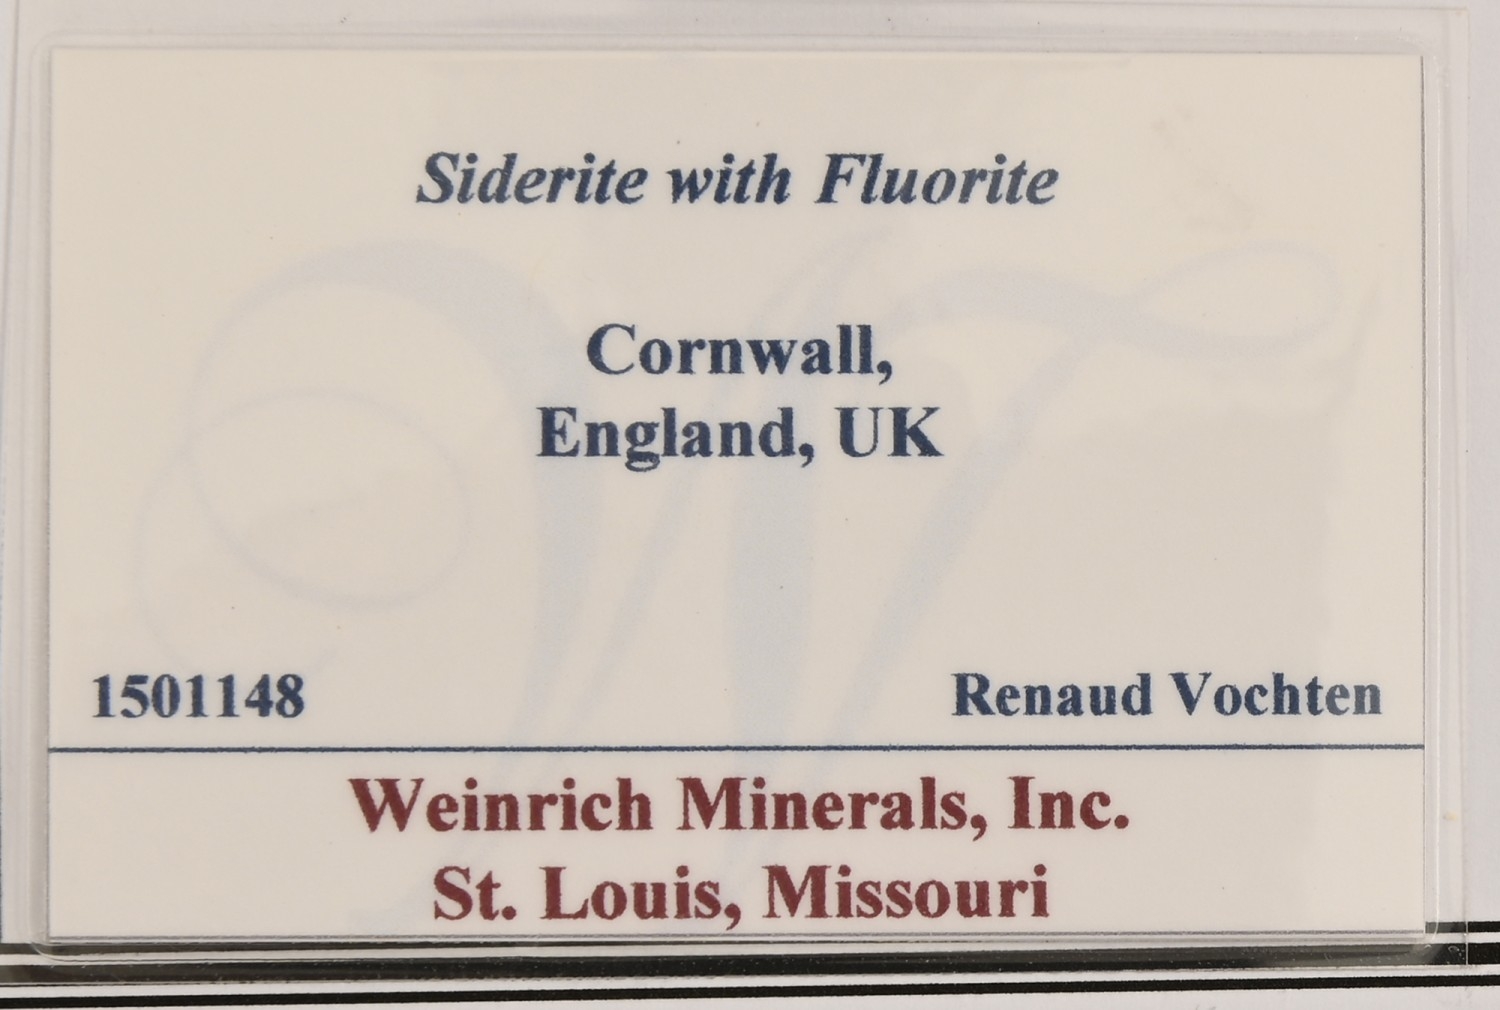 Siderite with Fluorite
Cornwall,
England, UK
1501148
Renaud Vochten
Weinrich Minerals, Inc.
St. Louis, Missouri